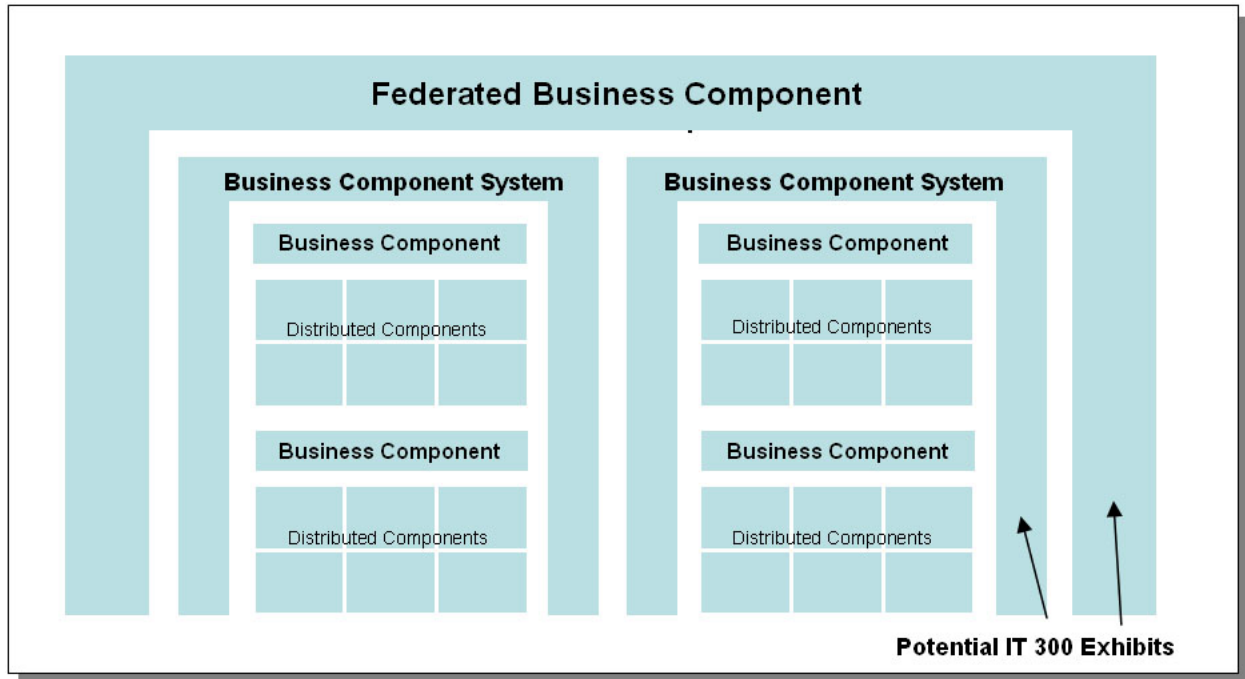 Federated Business Component
Business Component System
Business Component
Distributed Components
Business Component
Distributed Components
Business Component System
Business Component
Distributed Components
Business Component
Distributed Components
Potential IT 300 Exhibits